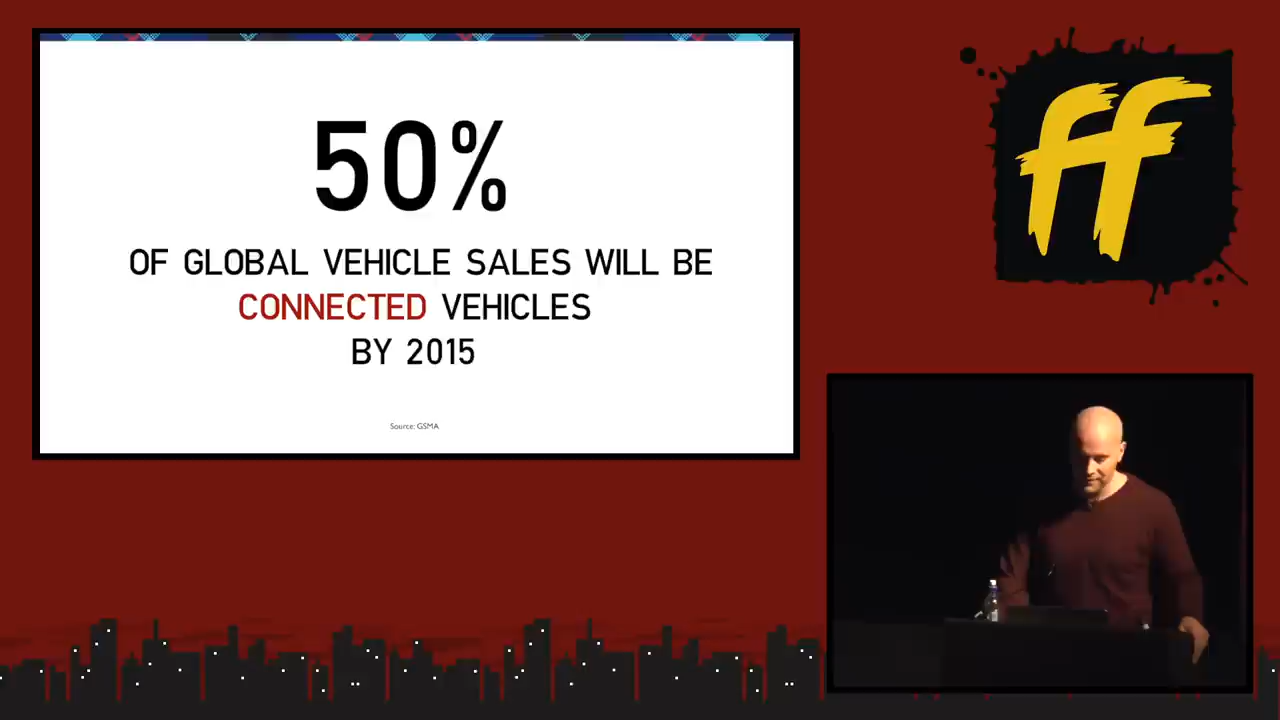 50%
OF GLOBAL VEHICLE SALES WILL BE
CONNECTED VEHICLES
BY 2015
Source: GSMA
ff